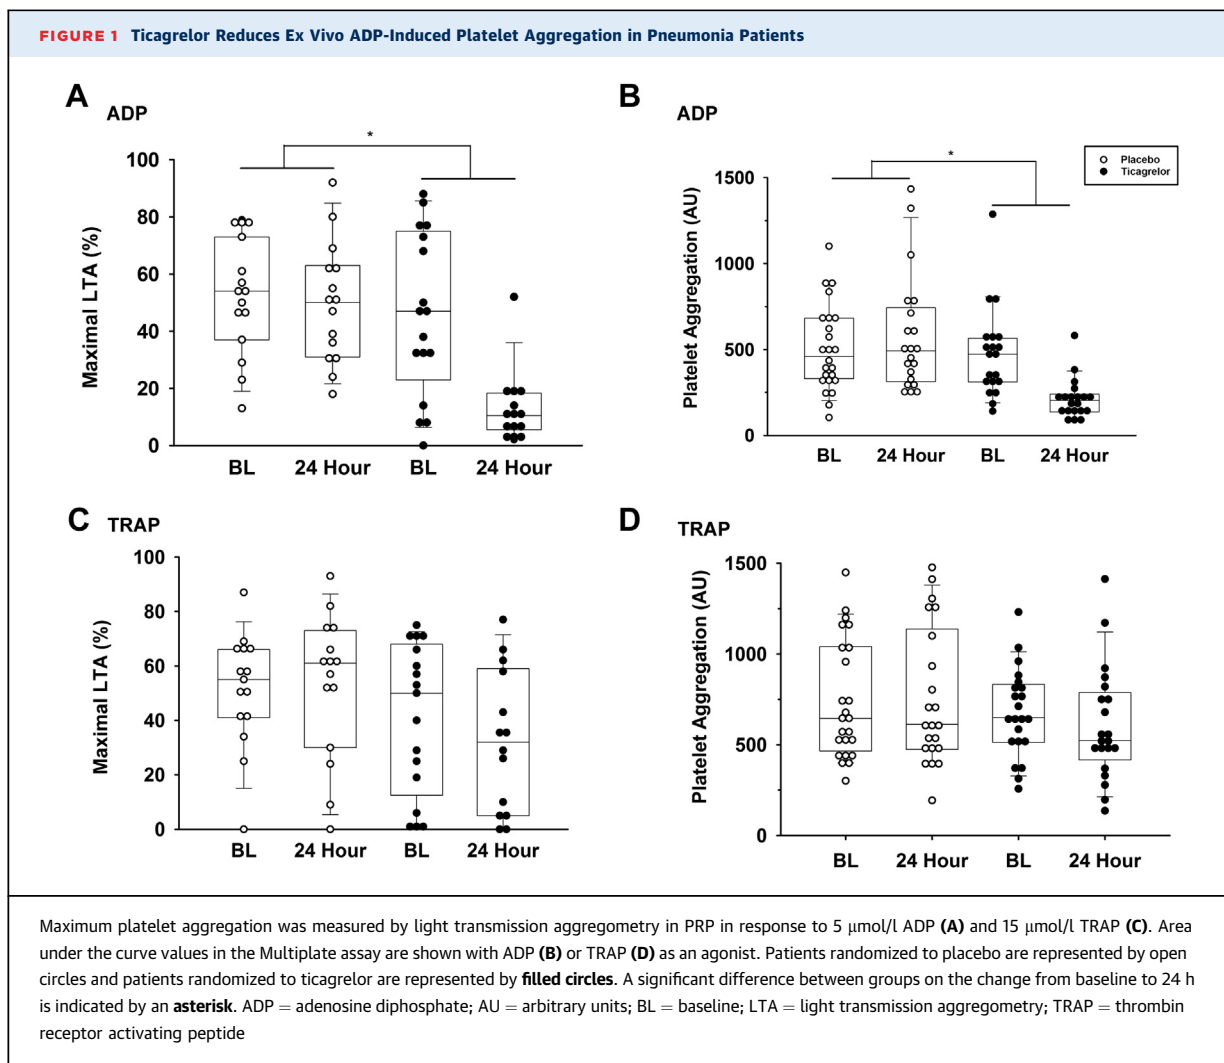 FIGURE 1 Ticagrelor Reduces Ex Vivo ADP-Induced Platelet Aggregation in Pneumonia Patients
A
ADP
*
Maximal LTA (%)
100
80
60
40
20
0
BL 24 Hour BL 24 Hour
B
ADP
*
Placebo
Ticagrelor
Platelet Aggregation (AU)
1500
1000
500
0
BL 24 Hour BL 24 Hour
C
TRAP
Maximal LTA (%)
100
80
60
40
20
0
BL 24 Hour BL 24 Hour
D
TRAP
Platelet Aggregation (AU)
1500
1000
500
0
BL 24 Hour BL 24 Hour
Maximum platelet aggregation was measured by light transmission aggregometry in PRP in response to 5 μmol/l ADP (A) and 15 μmol/l TRAP (C). Area
under the curve values in the Multiplate assay are shown with ADP (B) or TRAP (D) as an agonist. Patients randomized to placebo are represented by open
circles and patients randomized to ticagrelor are represented by filled circles. A significant difference between groups on the change from baseline to 24 h
is indicated by an asterisk. ADP = adenosine diphosphate; AU = arbitrary units; BL = baseline; LTA = light transmission aggregometry; TRAP = thrombin
receptor activating peptide